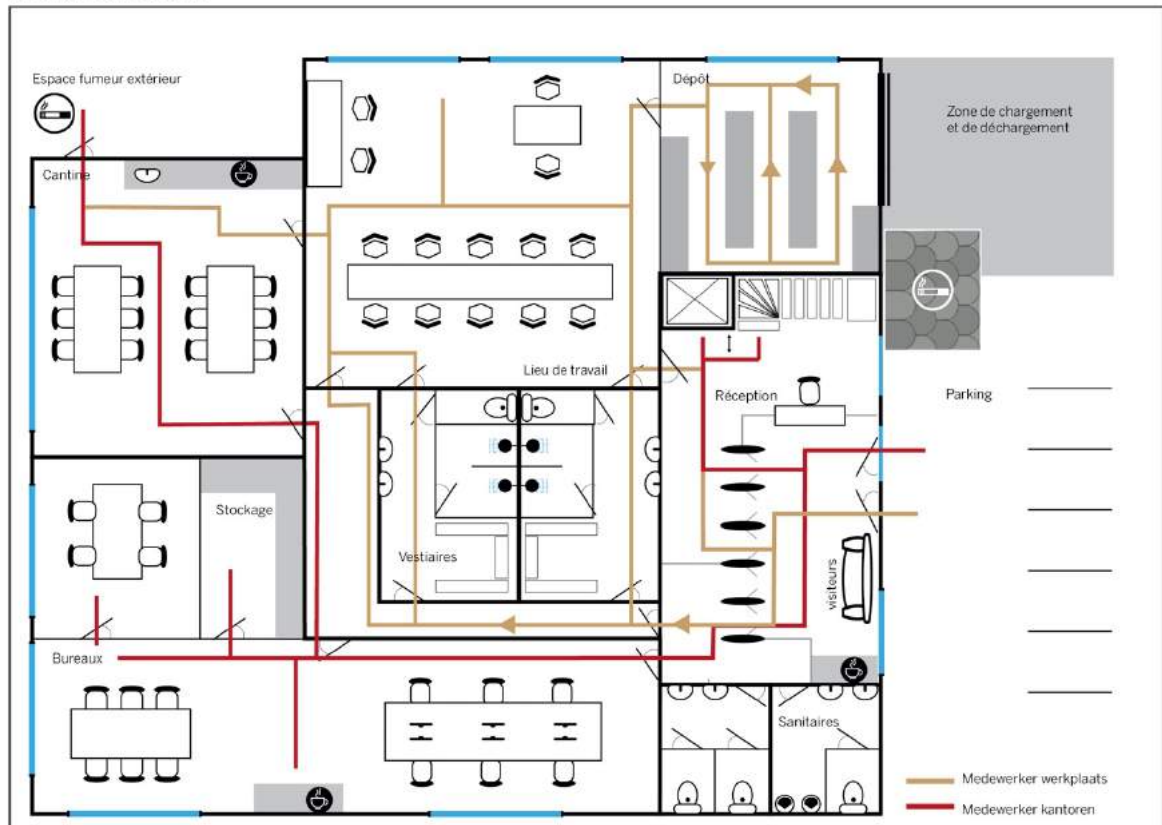 Espace fumeur extérieur
Dépôt
Zone de chargement
et de déchargement
Cantine
Lieu de travail
Réception
Parking
Stockage
Vestiaires
visiteurs
Bureaux
Sanitaires
Medewerker werkplaats
Medewerker kantoren